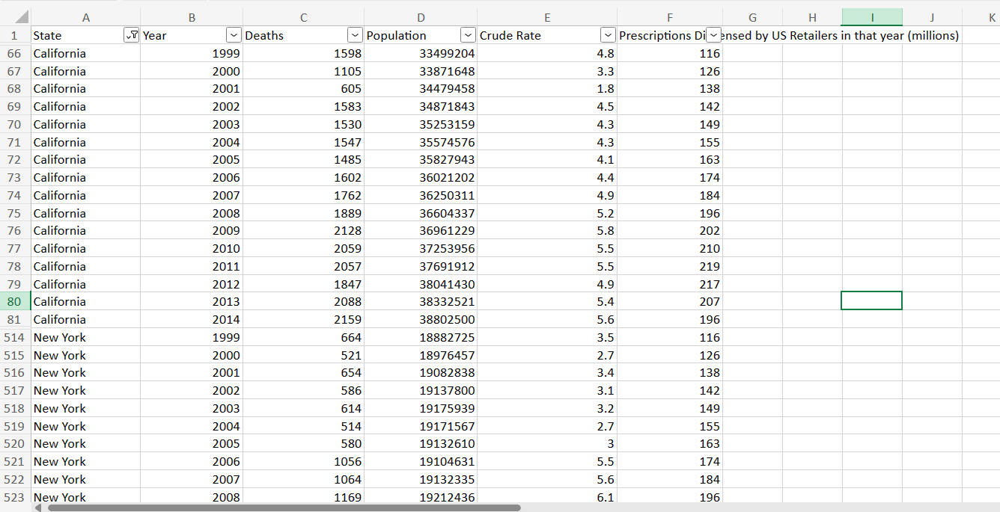 A B C D E F G H I J K
1 State Year Deaths Population Crude Rate Prescriptions Di ensed by US Retailers in that year (millions)
66 California 1999 1598 33499204 4.8 116
67 California 2000 1105 33871648 3.3 126
68 California 2001 605 34479458 1.8 138
69 California 2002 1583 34871843 4.5 142
70 California 2003 1530 35253159 4.3 149
71 California 2004 1547 35574576 4.3 155
72 California 2005 1485 35827943 4.1 163
73 California 2006 1602 36021202 4.4 174
74 California 2007 1762 36250311 4.9 184
75 California 2008 1889 36604337 5.2 196
76 California 2009 2128 36961229 5.8 202
77 California 2010 2059 37253956 5.5 210
78 California 2011 2057 37691912 5.5 219
79 California 2012 1847 38041430 4.9 217
80 California 2013 2088 38332521 5.4 207
81 California 2014 2159 38802500 5.6 196
514 New York 1999 664 18882725 3.5 116
515 New York 2000 521 18976457 2.7 126
516 New York 2001 654 19082838 3.4 138
517 New York 2002 586 19137800 3.1 142
518 New York 2003 614 19175939 3.2 149
519 New York 2004 514 19171567 2.7 155
520 New York 2005 580 19132610 3 163
521 New York 2006 1056 19104631 5.5 174
522 New York 2007 1064 19132335 5.6 184
523 New York 2008 1169 19212436 6.1 196